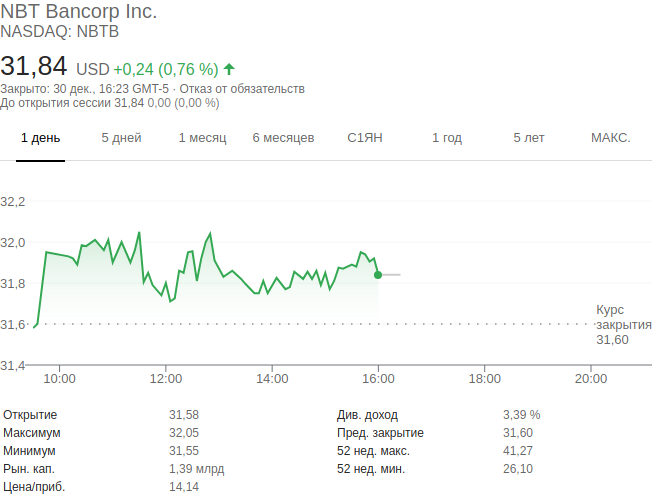 NBT Bancorp Inc.
NASDAQ: NBTB
31,84 USD +0,24 (0,76 %)
Закрыто: 30 дек., 16:23 GMT-5 · Отказ от обязательств
До открытия сессии 31,84 0,00 (0,00 %)
1 день 5 дней 1 месяц 6 месяцев С1ЯН 1 год 5 лет МАКС.
32,2
32,0
31,8
31,6
31,4
Курс
закрытия
31,60
10:00 12:00 14:00 16:00 18:00 20:00
Открытие 31,58 Див. доход 3,39 %
Максимум 32,05 Пред. закрытие 31,60
Минимум 31,55 52 нед. макс. 41,27
Рын. кап. 1,39 млрд 52 нед. мин. 26,10
Цена/приб. 14,14